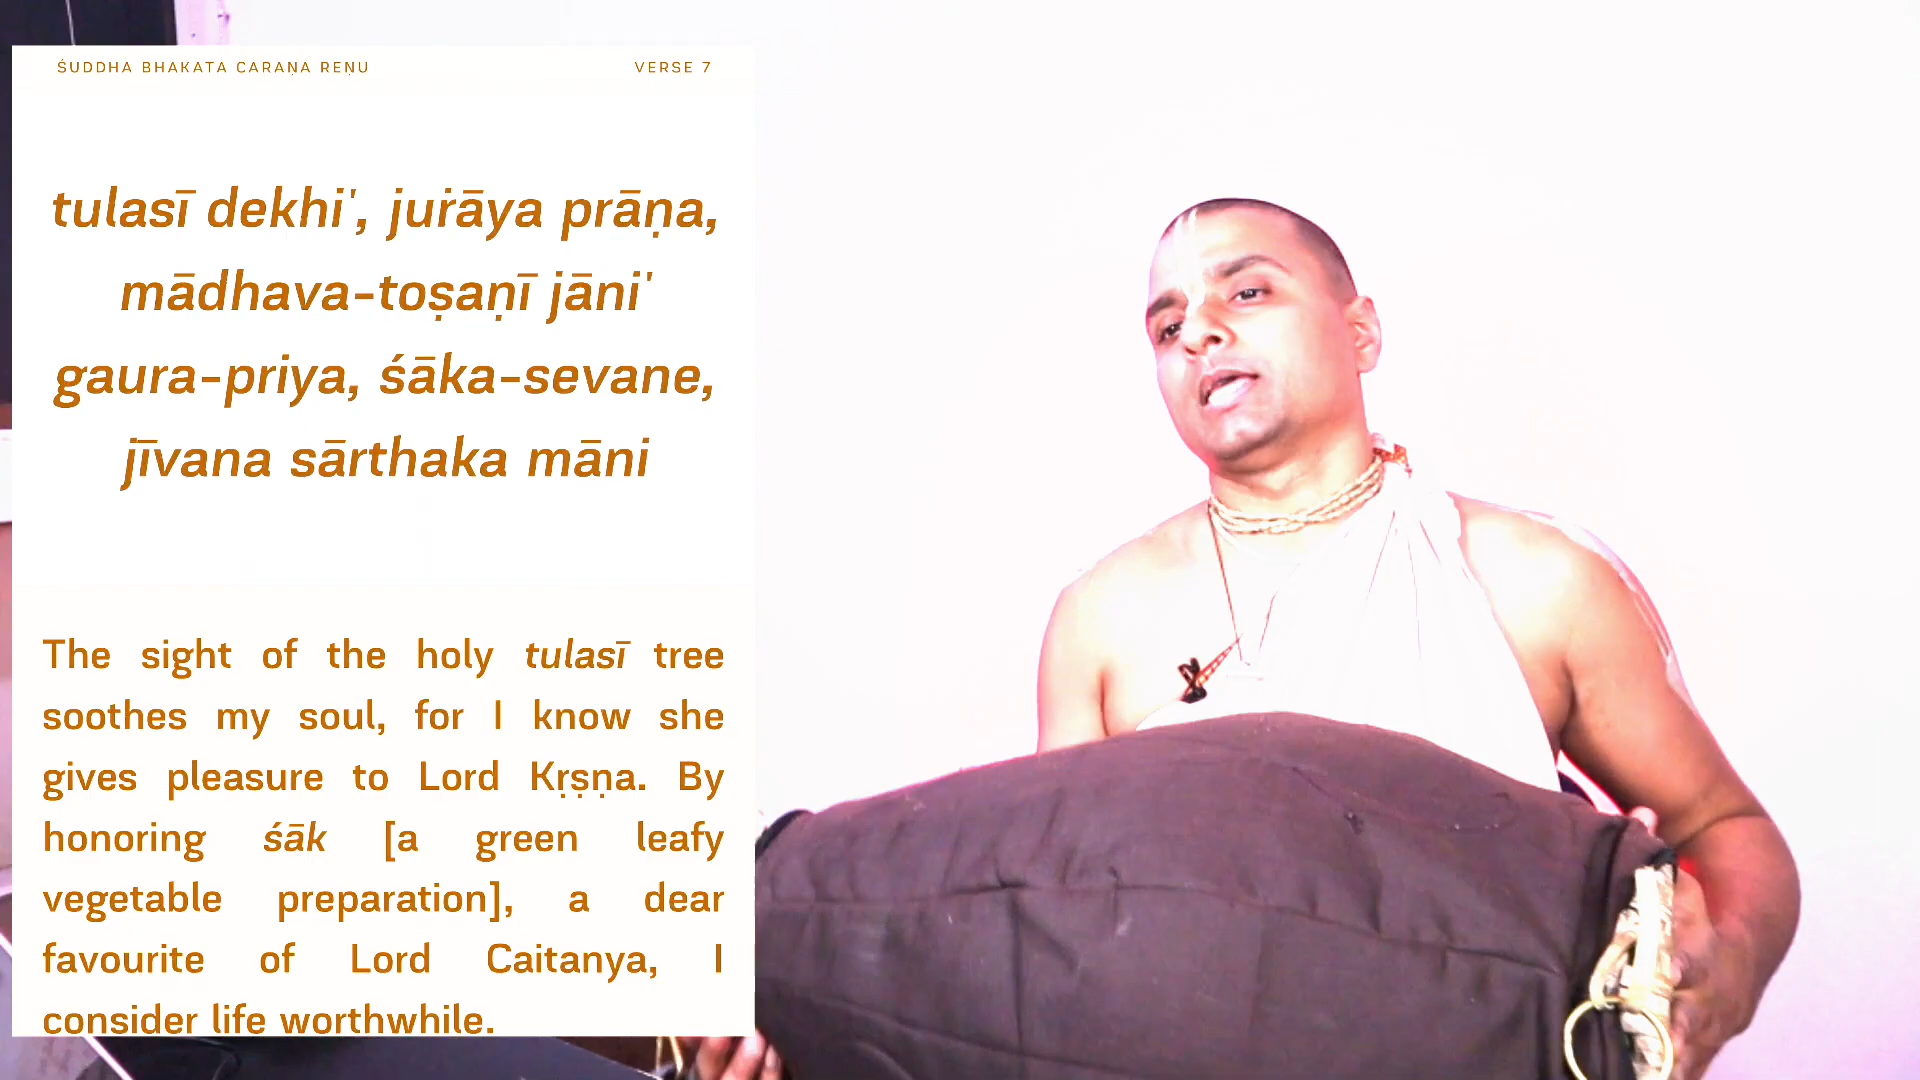 ŚUDDHA BHAKATA CARAṆA REṆU VERSE 7
tulasī dekhi', juṙāya prāṇa,
mādhava-toṣaṇī jāni'
gaura-priya, śāka-sevane,
jīvana sārthaka māni
The sight of the holy tulasī tree
soothes my soul, for I know she
gives pleasure to Lord Kṛṣṇa. By
honoring śāk [a green leafy
vegetable preparation], a dear
favourite of Lord Caitanya, I
consider life worthwhile.